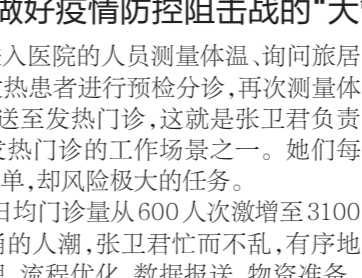 做好疫情防控阻击战的“大
入医院的人员测量体温、询问旅居
热患者进行预检分诊,再次测量体
送至发热门诊,这就是张卫君负责
发热门诊的工作场景之一。她们每
单,却风险极大的任务。
日均门诊量从600人次激增至3100
的人潮,张卫君忙而不乱,有序地
流程优化、数据报送、物资准备